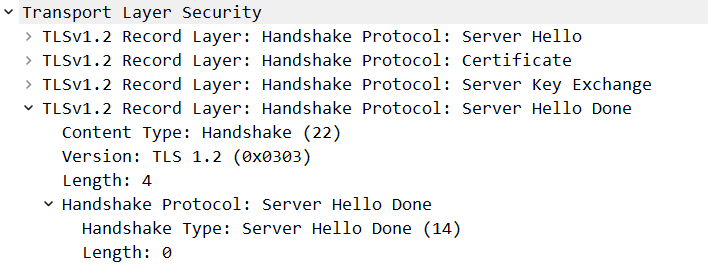 Transport Layer Security
TLSv1.2 Record Layer: Handshake Protocol: Server Hello
TLSv1.2 Record Layer: Handshake Protocol: Certificate
TLSv1.2 Record Layer: Handshake Protocol: Server Key Exchange
TLSv1.2 Record Layer: Handshake Protocol: Server Hello Done
Content Type: Handshake (22)
Version: TLS 1.2 (0x0303)
Length: 4
Handshake Protocol: Server Hello Done
Handshake Type: Server Hello Done (14)
Length: 0